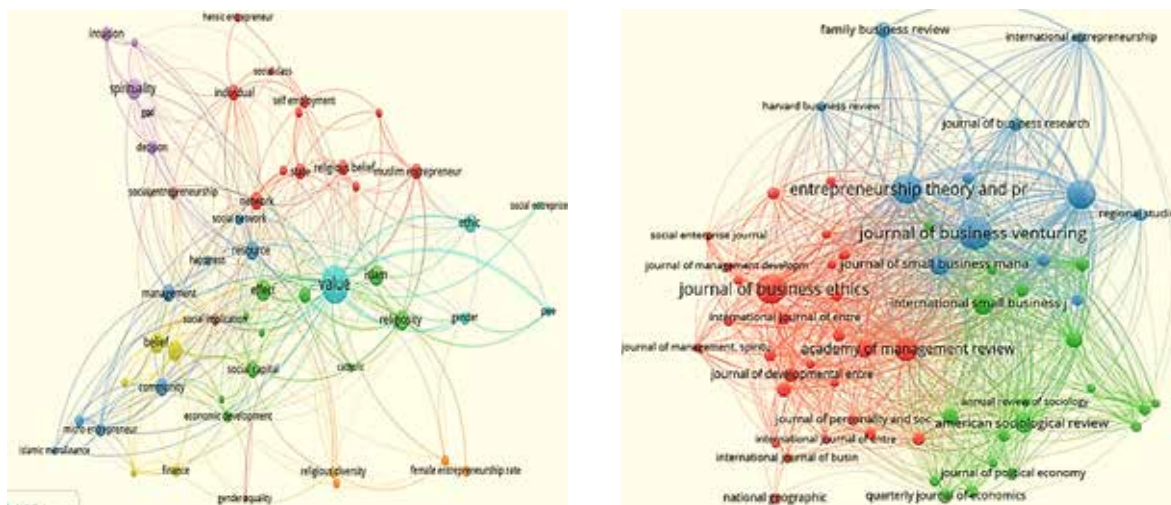 heroic entrepreneur
intuision
social class
spirituality
individual
self employment
goal
decision
state
religious belief
muslim entrepreneur
social entrepreneurship
network
social network
ethic
social entreprise
resource
happiness
islam
value
effect
management
religiosity
gender
social implication
belief
social capital
catholic
community
economic development
micro entrepreneur
islamic microfinance
finance
religious diversity
female entrepreneurship rate
gender equality
family business review
international entrepreneurship
harvard business review
journal of business research
entrepreneurship theory and pr
regional studi
social enterprise journal
journal of business venturing
journal of management developm
journal of small business mana
journal of business ethics
international small business j
international journal of entre
journal of management, spiritu
academy of management review
journal of developmental entre
annual review of sociology
journal of personality and soc
american sociological review
international journal of entre
international journal of busin
journal of political economy
national geographic
quarterly journal of economics